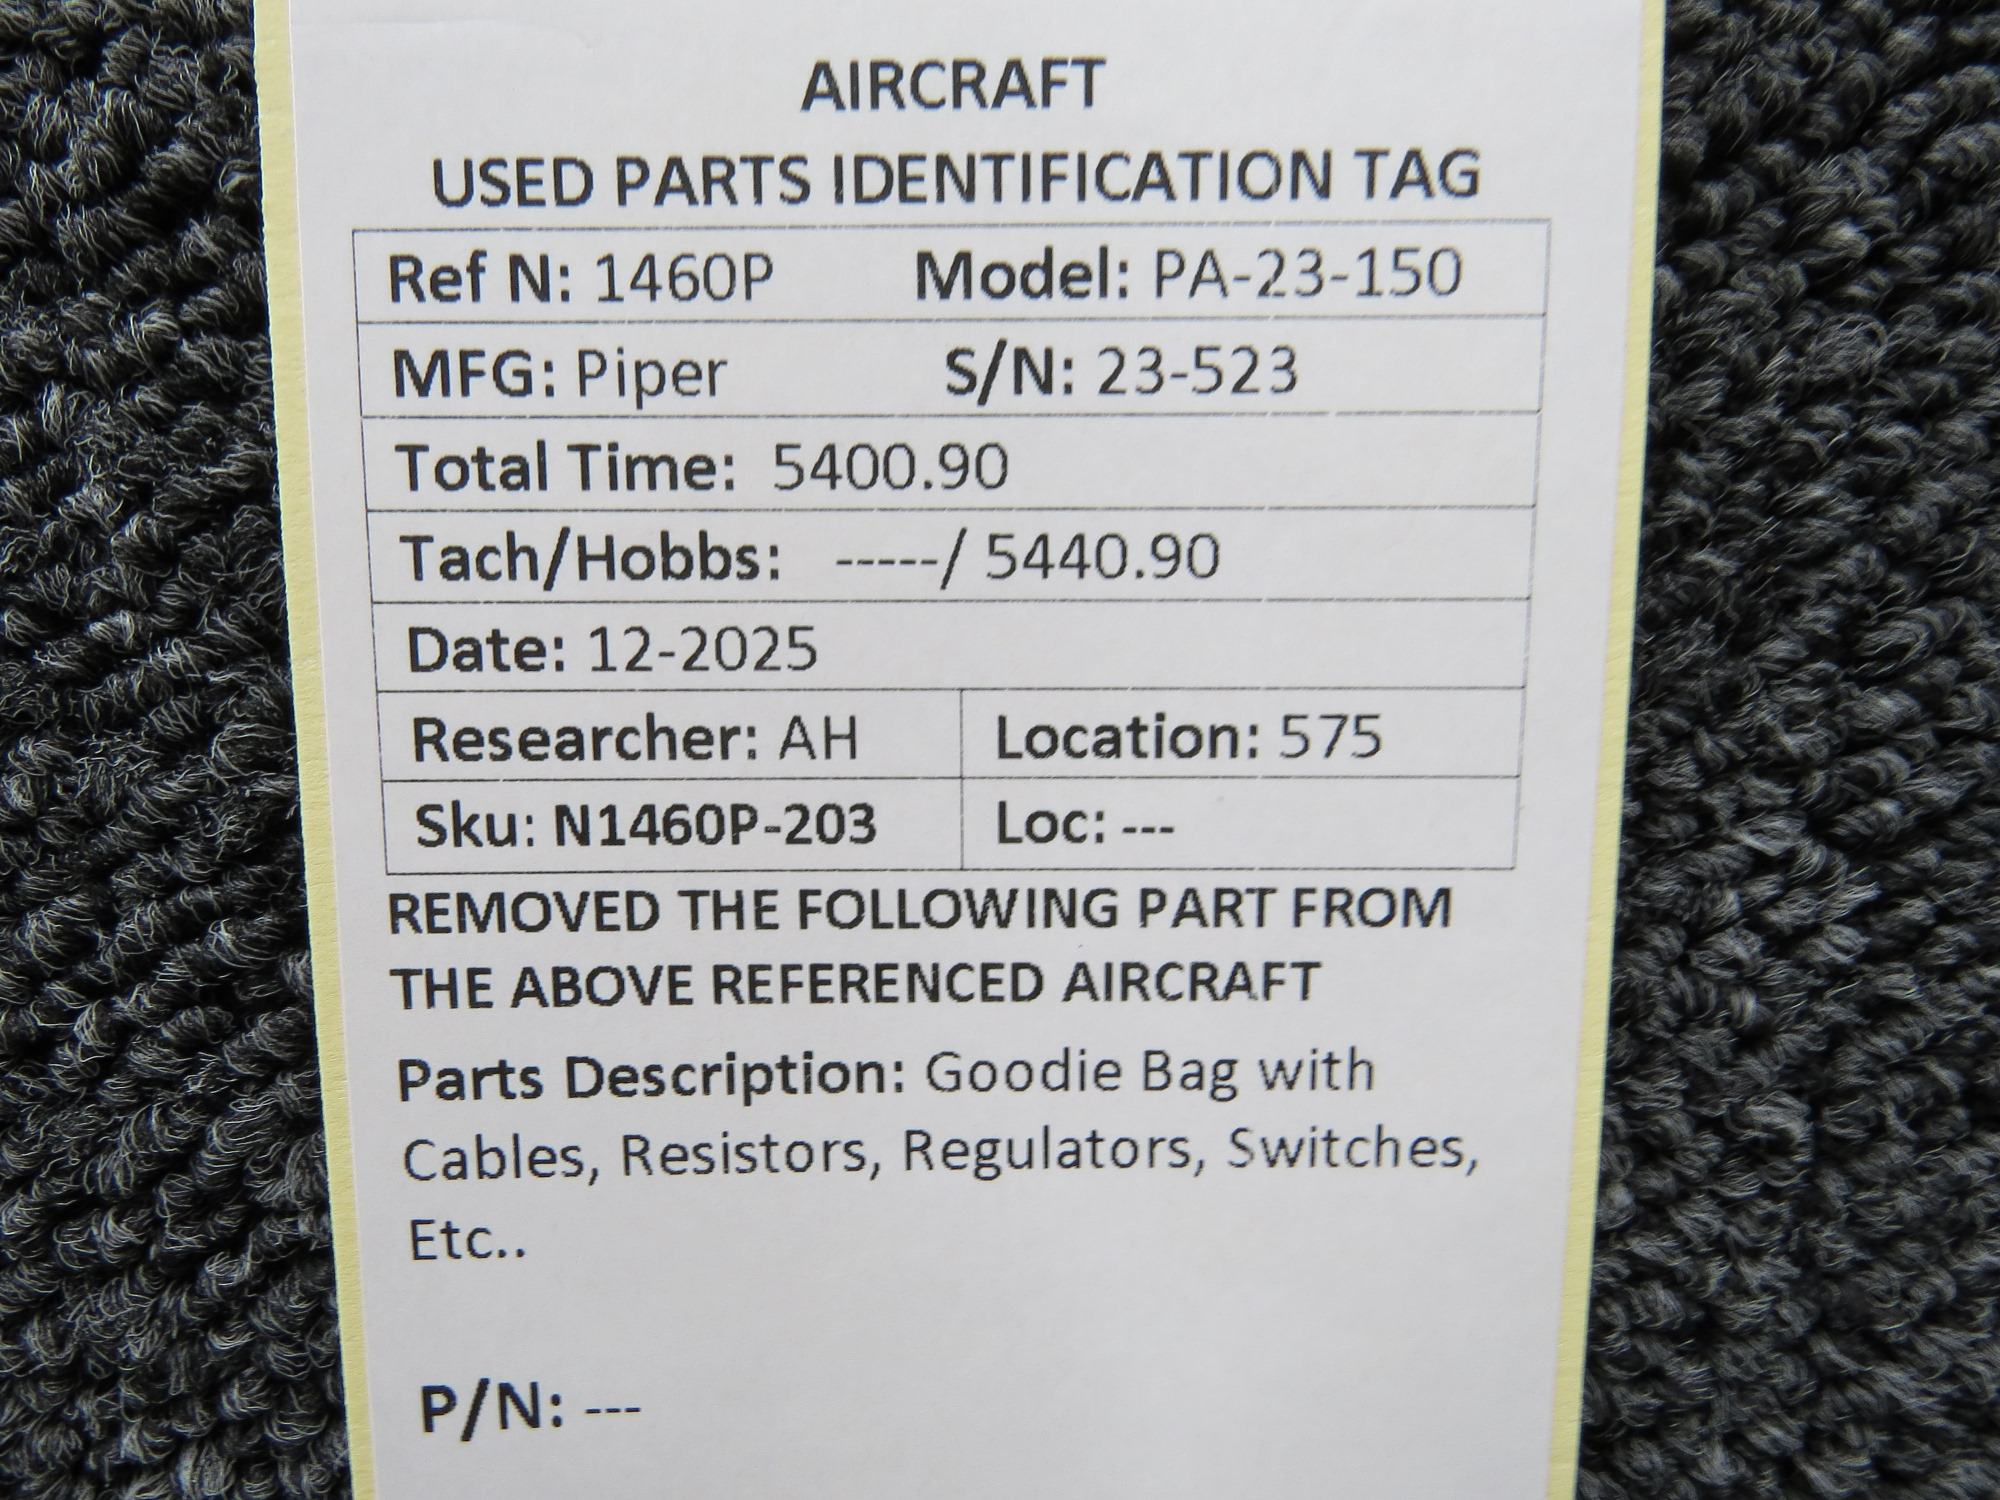 AIRCRAFT
USED PARTS IDENTIFICATION TAG
Ref N: 1460P Model: PA-23-150
MFG: Piper S/N: 23-523
Total Time: 5400.90
Tach/Hobbs: -----/ 5440.90
Date: 12-2025
Researcher: AH Location: 575
Sku: N1460P-203 Loc: ---
REMOVED THE FOLLOWING PART FROM
THE ABOVE REFERENCED AIRCRAFT
Parts Description: Goodie Bag with
Cables, Resistors, Regulators, Switches,
Etc..
P/N: ---